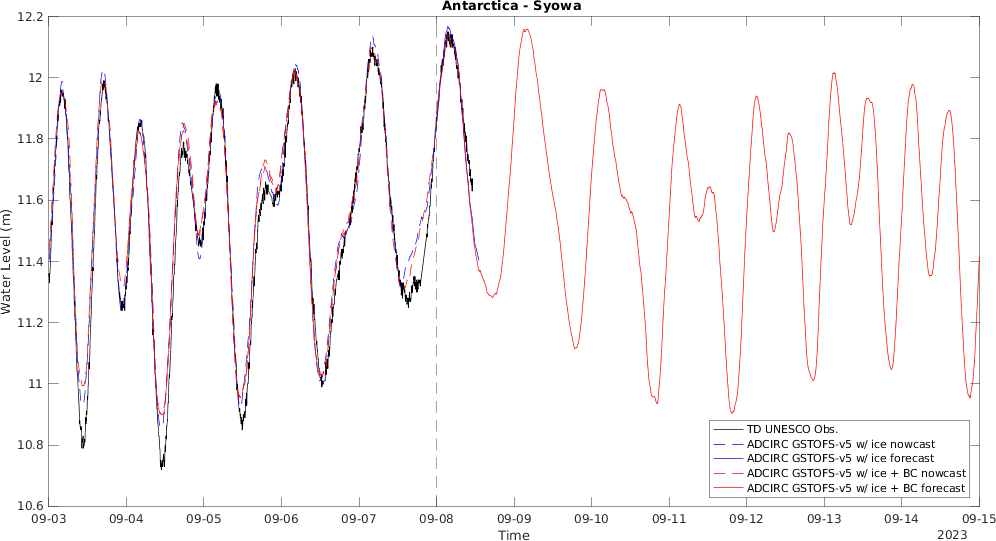 Antarctica - Syowa
12.2
12
11.8
11.6
11.4
11.2
11
10.8
10.6
Water Level (m)
TD UNESCO Obs.
ADCIRC GSTOFS-v5 w/ ice nowcast
ADCIRC GSTOFS-v5 w/ ice forecast
ADCIRC GSTOFS-v5 w/ ice + BC nowcast
ADCIRC GSTOFS-v5 w/ ice + BC forecast
09-03 09-04 09-05 09-06 09-07 09-08 09-09 09-10 09-11 09-12 09-13 09-14 09-15
Time
2023